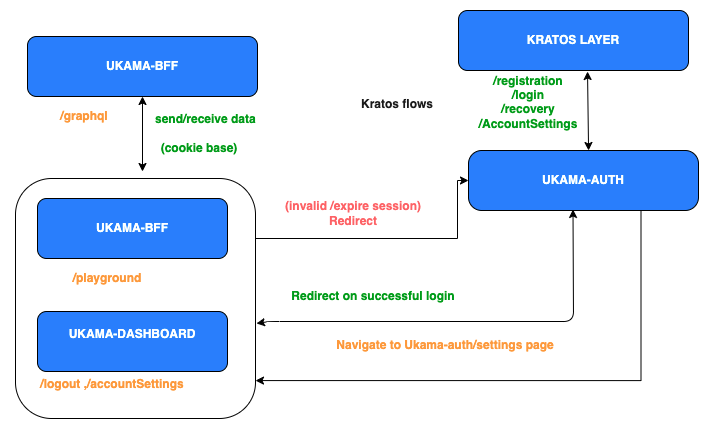 KRATOS LAYER
UKAMA-BFF
/registration
/login
/recovery
/AccountSettings
Kratos flows
/graphql
send/receive data
(cookie base)
UKAMA-AUTH
(invalid /expire session)
Redirect
UKAMA-BFF
/playground
Redirect on successful login
UKAMA-DASHBOARD
Navigate to Ukama-auth/settings page
/logout ,/accountSettings